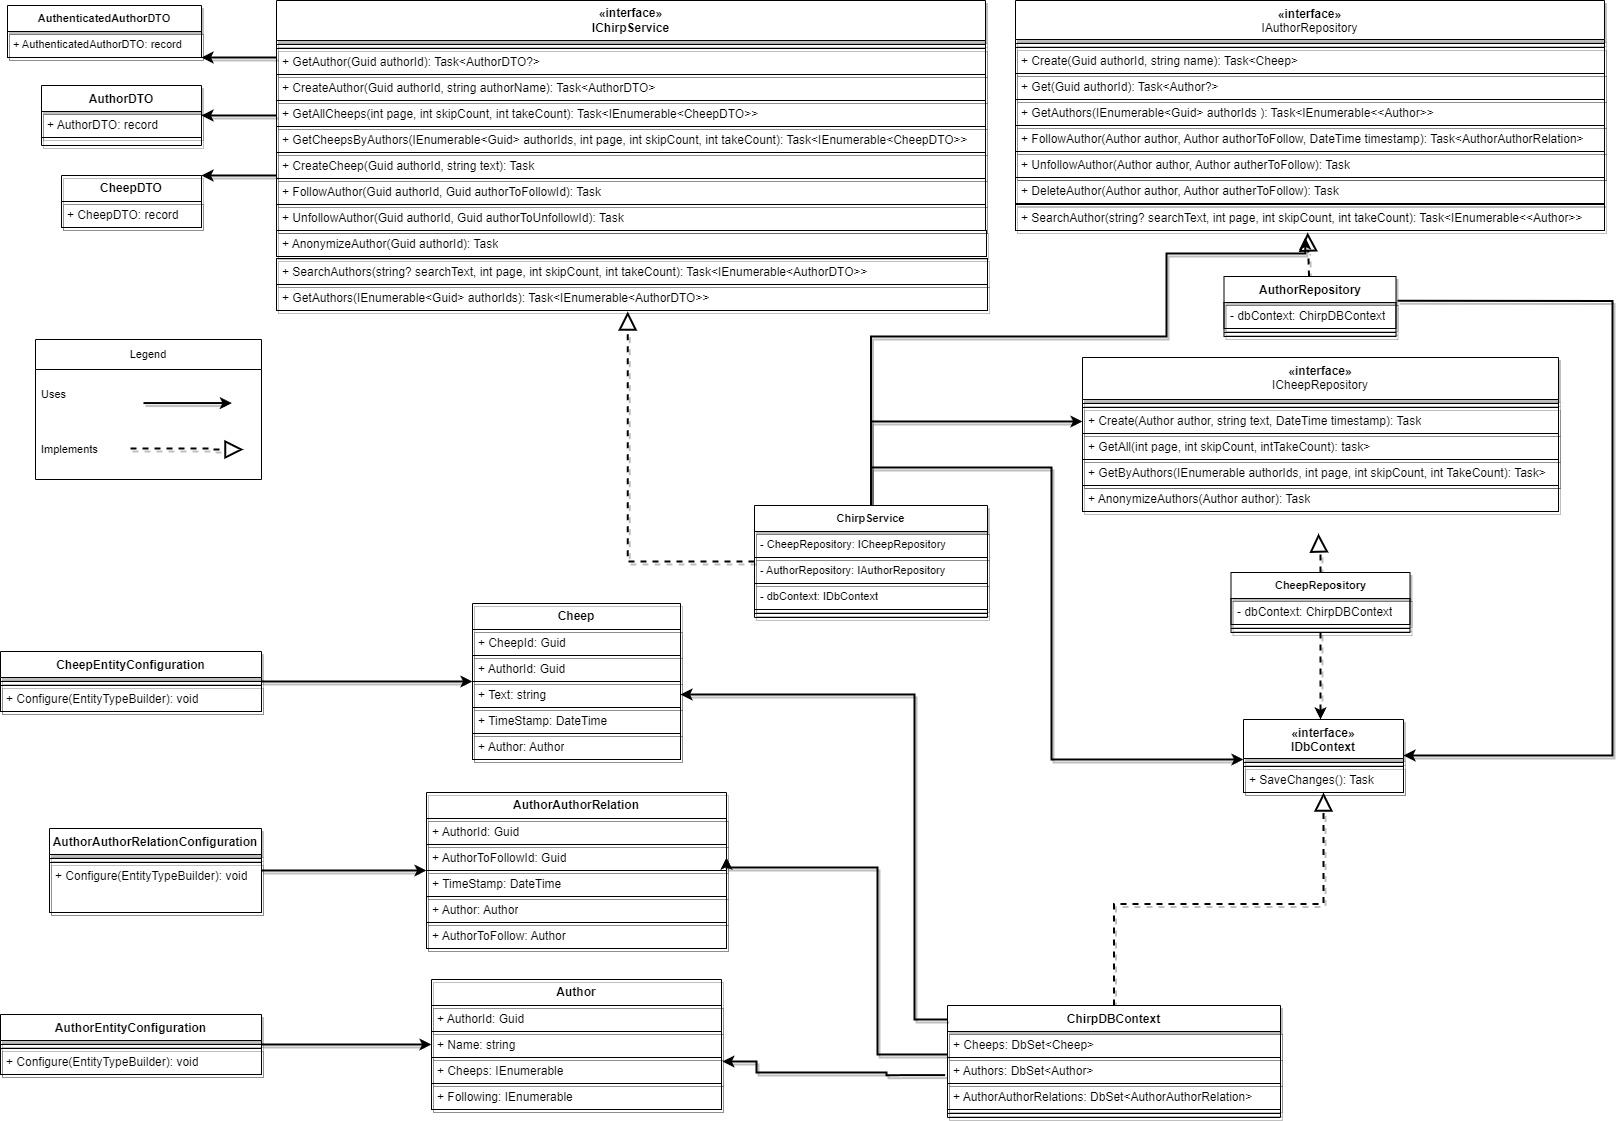 AuthenticatedAuthorDTO
+ AuthenticatedAuthorDTO: record
AuthorDTO
+ AuthorDTO: record
CheepDTO
+ CheepDTO: record
«interface»
IChirpService
+ GetAuthor(Guid authorId): Task<AuthorDTO?>
+ CreateAuthor(Guid authorId, string authorName): Task<AuthorDTO>
+ GetAllCheeps(int page, int skipCount, int takeCount): Task<IEnumerable<CheepDTO>>
+ GetCheepsByAuthors(IEnumerable<Guid> authorIds, int page, int skipCount, int takeCount): Task<IEnumerable<CheepDTO>>
+ CreateCheep(Guid authorId, string text): Task
+ FollowAuthor(Guid authorId, Guid authorToFollowId): Task
+ UnfollowAuthor(Guid authorId, Guid authorToUnfollowId): Task
+ AnonymizeAuthor(Guid authorId): Task
+ SearchAuthors(string? searchText, int page, int skipCount, int takeCount): Task<IEnumerable<AuthorDTO>>
+ GetAuthors(IEnumerable<Guid> authorIds): Task<IEnumerable<AuthorDTO>>
«interface»
IAuthorRepository
+ Create(Guid authorId, string name): Task<Cheep>
+ Get(Guid authorId): Task<Author?>
+ GetAuthors(IEnumerable<Guid> authorIds ): Task<IEnumerable<<Author>>
+ FollowAuthor(Author author, Author authorToFollow, DateTime timestamp): Task<AuthorAuthorRelation>
+ UnfollowAuthor(Author author, Author autherToFollow): Task
+ DeleteAuthor(Author author, Author autherToFollow): Task
+ SearchAuthor(string? searchText, int page, int skipCount, int takeCount): Task<IEnumerable<<Author>>
AuthorRepository
- dbContext: ChirpDBContext
Legend
Uses
Implements
«interface»
ICheepRepository
+ Create(Author author, string text, DateTime timestamp): Task
+ GetAll(int page, int skipCount, intTakeCount): task>
+ GetByAuthors(IEnumerable authorIds, int page, int skipCount, int TakeCount): Task>
+ AnonymizeAuthors(Author author): Task
ChirpService
- CheepRepository: ICheepRepository
- AuthorRepository: IAuthorRepository
- dbContext: IDbContext
CheepRepository
- dbContext: ChirpDBContext
Cheep
+ CheepId: Guid
+ AuthorId: Guid
+ Text: string
+ TimeStamp: DateTime
+ Author: Author
CheepEntityConfiguration
+ Configure(EntityTypeBuilder): void
«interface»
IDbContext
+ SaveChanges(): Task
AuthorAuthorRelation
+ AuthorId: Guid
+ AuthorToFollowId: Guid
+ TimeStamp: DateTime
+ Author: Author
+ AuthorToFollow: Author
AuthorAuthorRelationConfiguration
+ Configure(EntityTypeBuilder): void
Author
+ AuthorId: Guid
+ Name: string
+ Cheeps: IEnumerable
+ Following: IEnumerable
AuthorEntityConfiguration
+ Configure(EntityTypeBuilder): void
ChirpDBContext
+ Cheeps: DbSet<Cheep>
+ Authors: DbSet<Author>
+ AuthorAuthorRelations: DbSet<AuthorAuthorRelation>